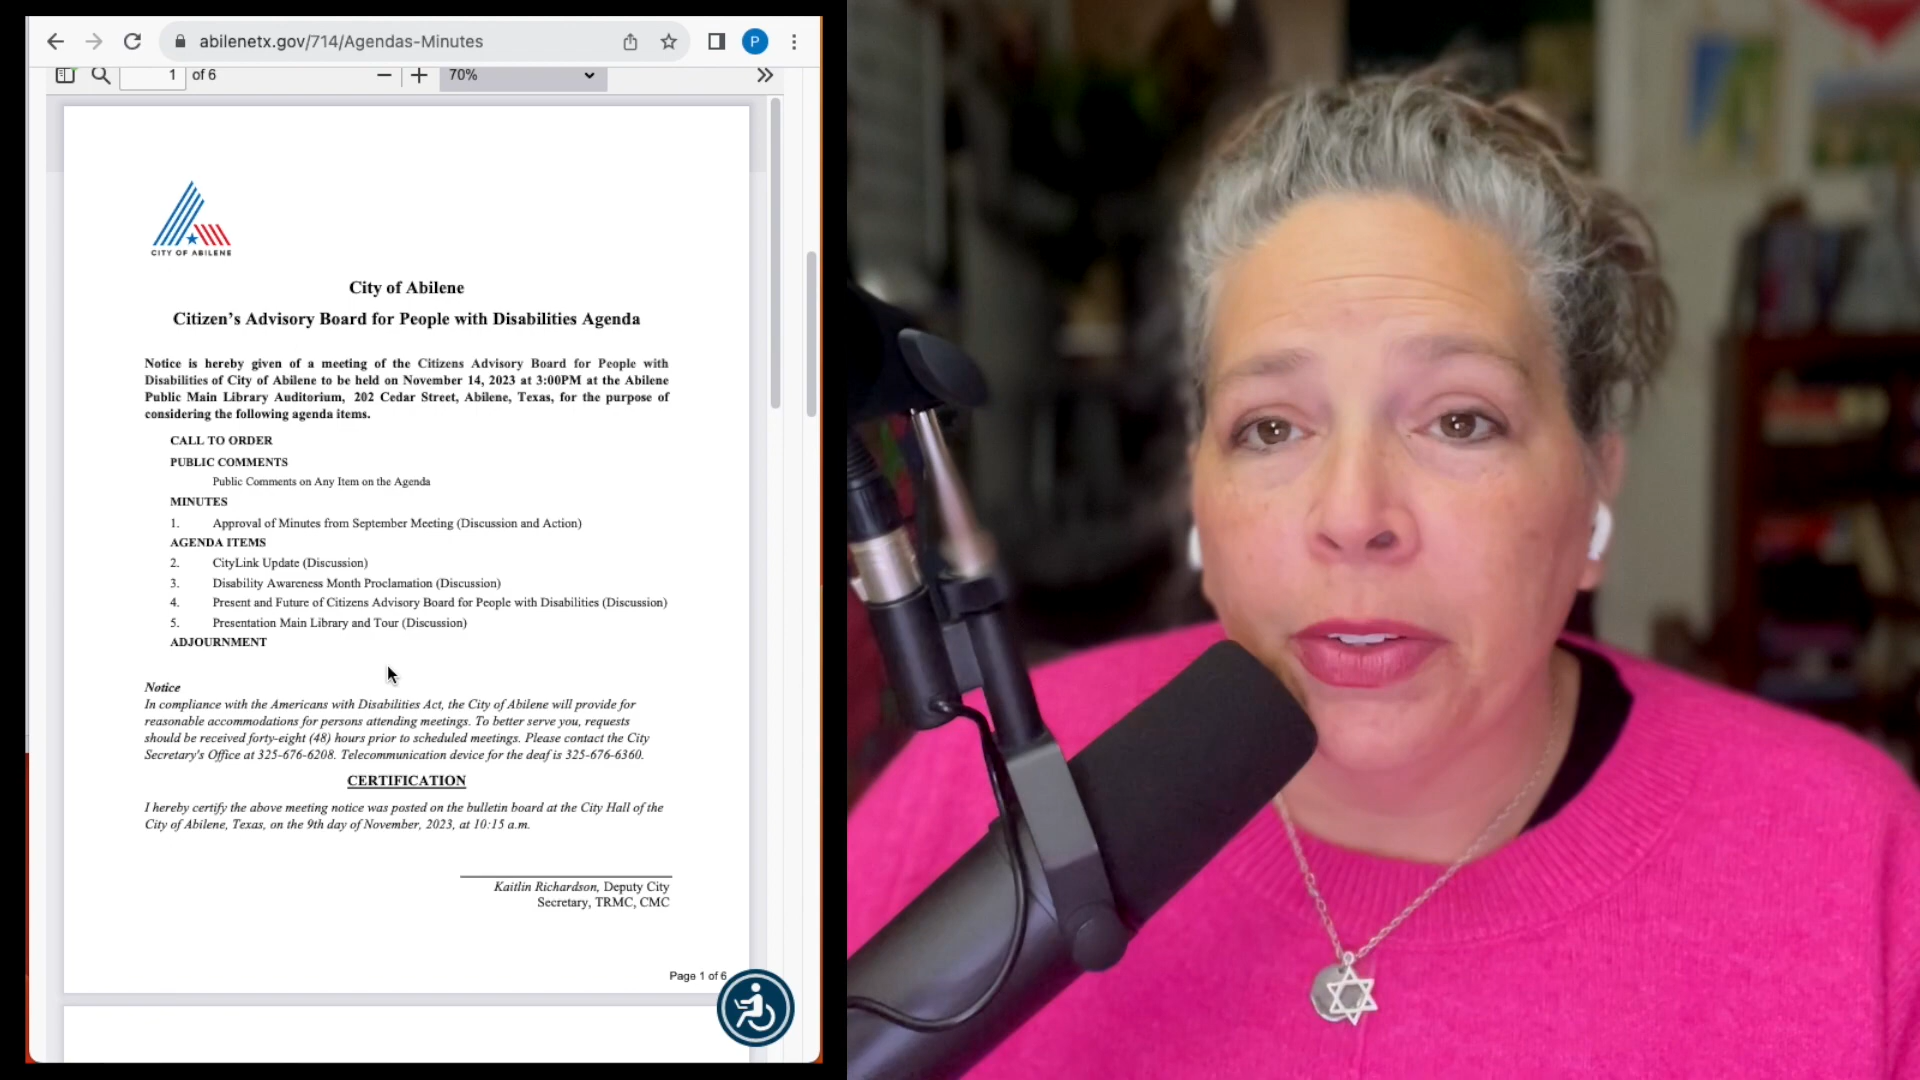 abilenetx.gov/714/Agendas-Minutes
P
1 of 6
70%
CITY OF ABILENE
City of Abilene
Citizen's Advisory Board for People with Disabilities Agenda
Notice is hereby given of a meeting of the Citizens Advisory Board for People with
Disabilities of City of Abilene to be held on November 14, 2023 at 3:00PM at the Abilene
Public Main Library Auditorium, 202 Cedar Street, Abilene, Texas, for the purpose of
considering the following agenda items.
CALL TO ORDER
PUBLIC COMMENTS
Public Comments on Any Item on the Agenda
MINUTES
1. Approval of Minutes from September Meeting (Discussion and Action)
AGENDA ITEMS
2. CityLink Update (Discussion)
3. Disability Awareness Month Proclamation (Discussion)
4. Present and Future of Citizens Advisory Board for People with Disabilities (Discussion)
5. Presentation Main Library and Tour (Discussion)
ADJOURNMENT
Notice
In compliance with the Americans with Disabilities Act, the City of Abilene will provide for
reasonable accommodations for persons attending meetings. To better serve you, requests
should be received forty-eight (48) hours prior to scheduled meetings. Please contact the City
Secretary's Office at 325-676-6208. Telecommunication device for the deaf is 325-676-6360.
CERTIFICATION
I hereby certify the above meeting notice was posted on the bulletin board at the City Hall of the
City of Abilene, Texas, on the 9th day of November, 2023, at 10:15 a.m.
Kaitlin Richardson, Deputy City
Secretary, TRMC, CMC
Page 1 of 6